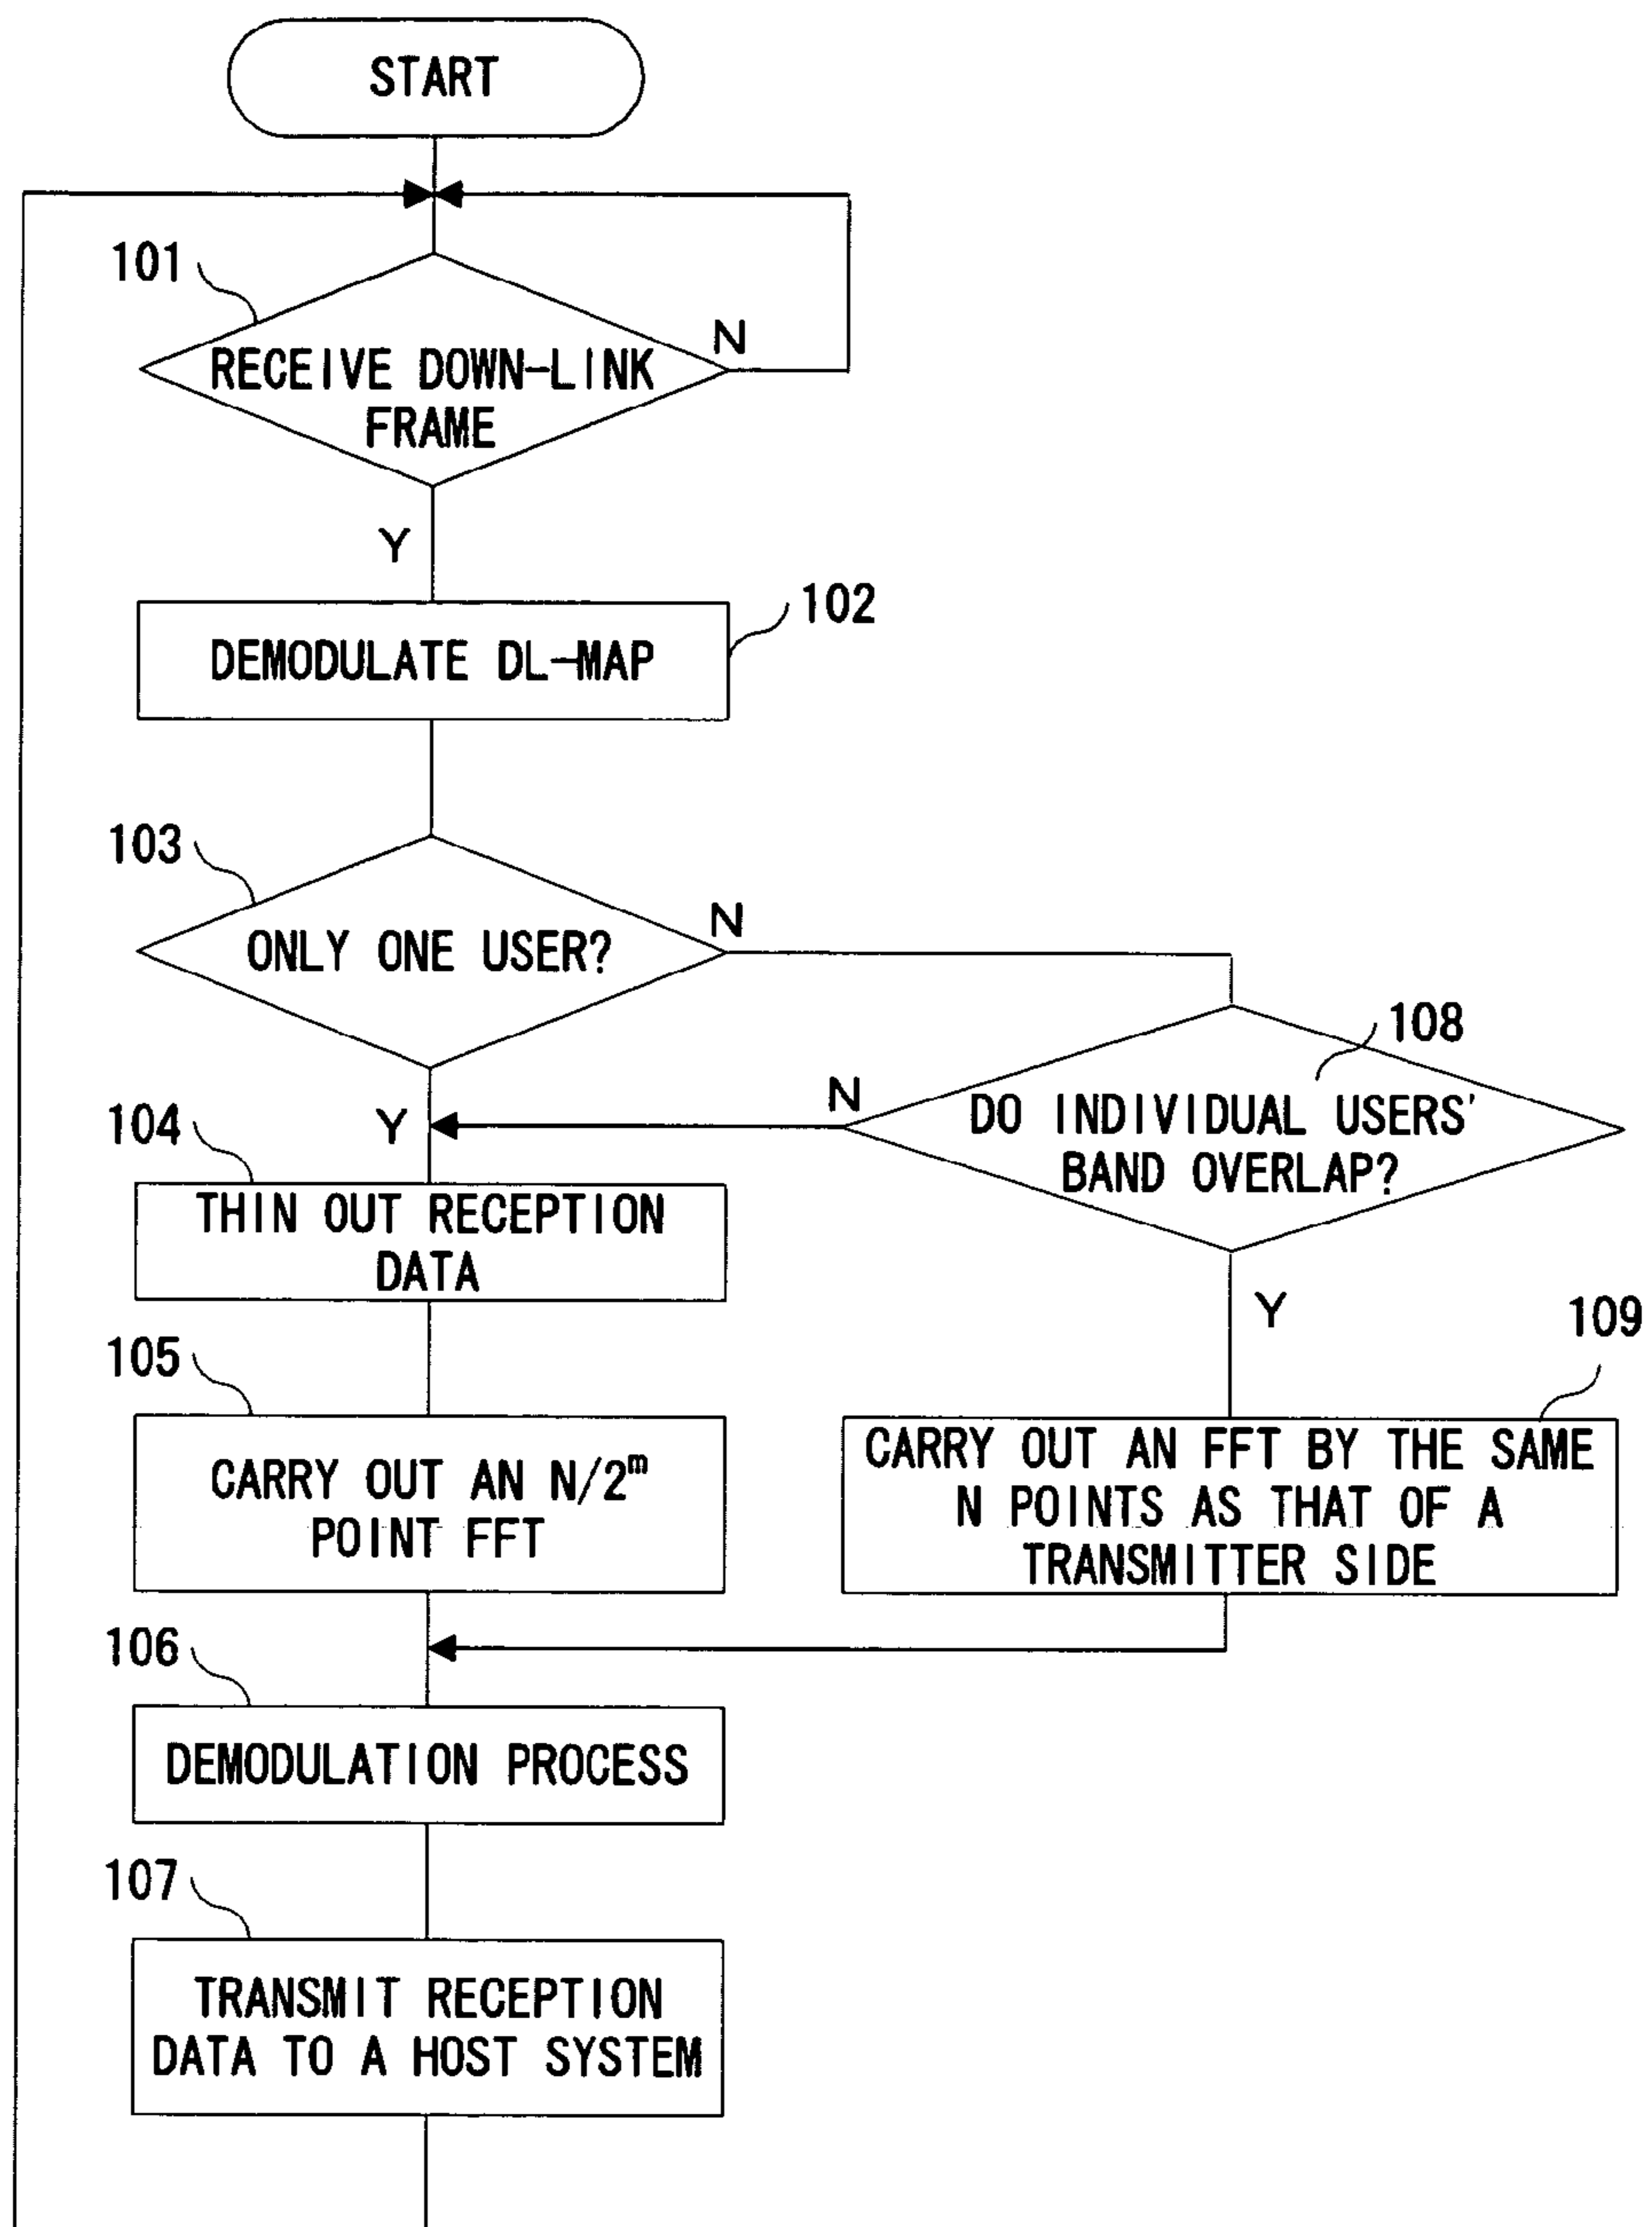 START
101
N
RECEIVE DOWN-LINK
FRAME
Y
102
DEMODULATE DL-MAP
103
N
ONLY ONE USER?
108
N
DO INDIVIDUAL USERS'
BAND OVERLAP?
Y
104
THIN OUT RECEPTION
DATA
Y
109
105
CARRY OUT AN N/2^m
POINT FFT
CARRY OUT AN FFT BY THE SAME
N POINTS AS THAT OF A
TRANSMITTER SIDE
106
DEMODULATION PROCESS
107
TRANSMIT RECEPTION
DATA TO A HOST SYSTEM